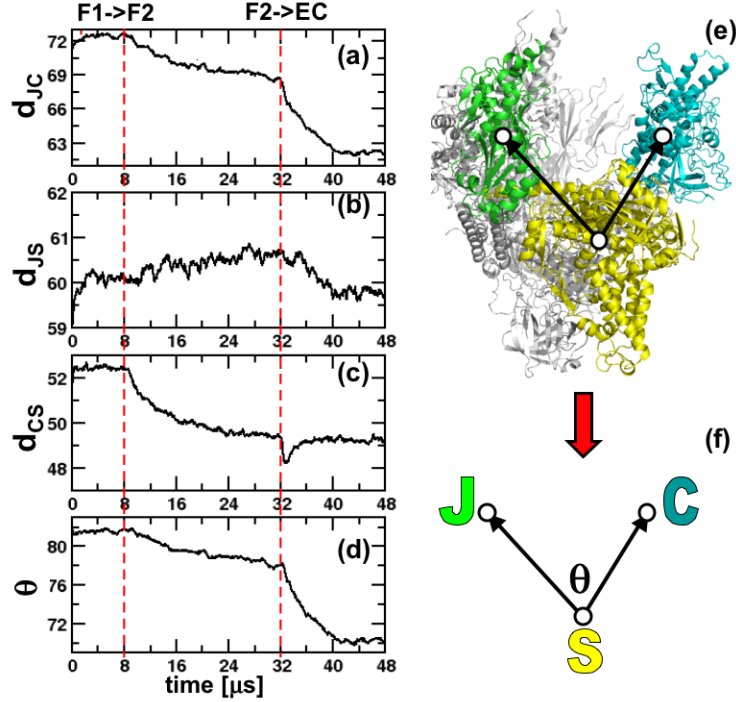 F1->F2 F2->EC
(a)
72
69
66
63
d_JC
0 8 16 24 32 40 48
(b)
62
61
60
59
d_JS
0 8 16 24 32 40 48
(c)
52
50
48
d_CS
0 8 16 24 32 40 48
(d)
80
76
72
θ
0 8 16 24 32 40 48
time [μs]
(e)
(f)
J C
θ
S